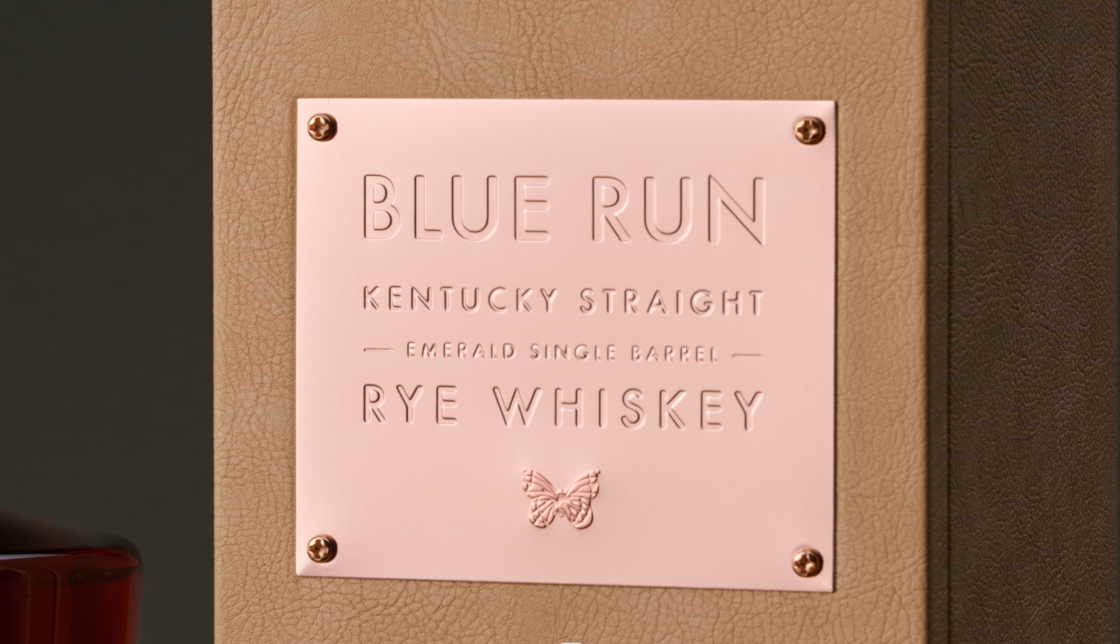 BLUE RUN
KENTUCKY STRAIGHT
— EMERALD SINGLE BARREL —
RYE WHISKEY